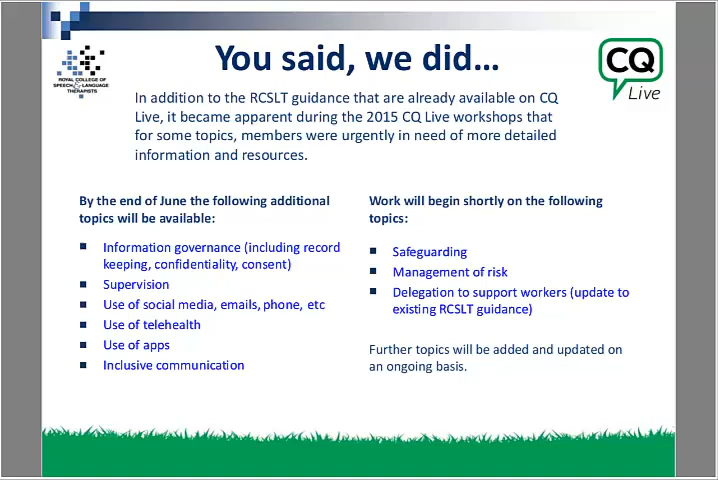 You said, we did...
ROYAL COLLEGE OF
SPEECH & LANGUAGE
THERAPISTS
CQ
Live
In addition to the RCSLT guidance that are already available on CQ
Live, it became apparent during the 2015 CQ Live workshops that
for some topics, members were urgently in need of more detailed
information and resources.
By the end of June the following additional
topics will be available:
Information governance (including record
keeping, confidentiality, consent)
Supervision
Use of social media, emails, phone, etc
Use of telehealth
Use of apps
Inclusive communication
Work will begin shortly on the following
topics:
Safeguarding
Management of risk
Delegation to support workers (update to
existing RCSLT guidance)
Further topics will be added and updated on
an ongoing basis.